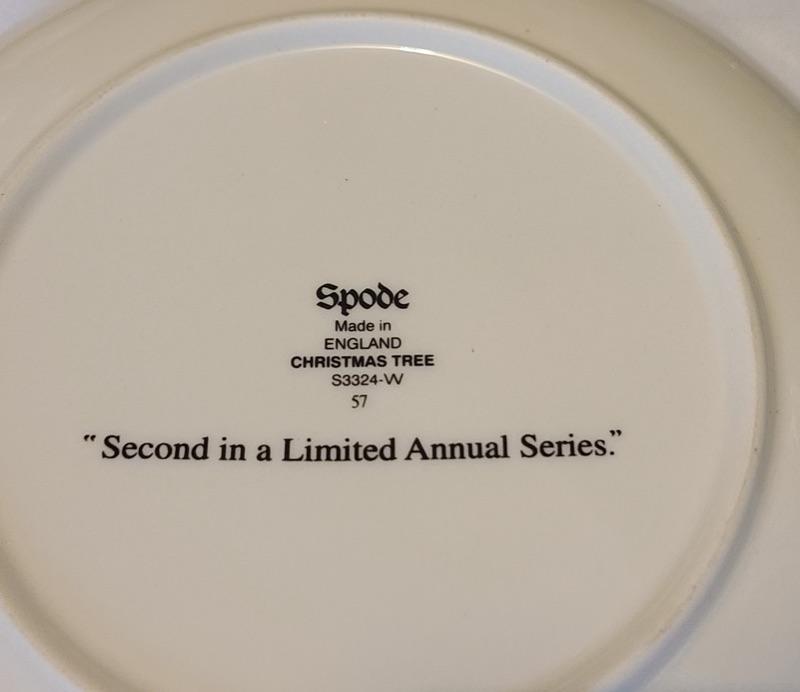 Spode
Made in
ENGLAND
CHRISTMAS TREE
S3324-W
57
"Second in a Limited Annual Series."